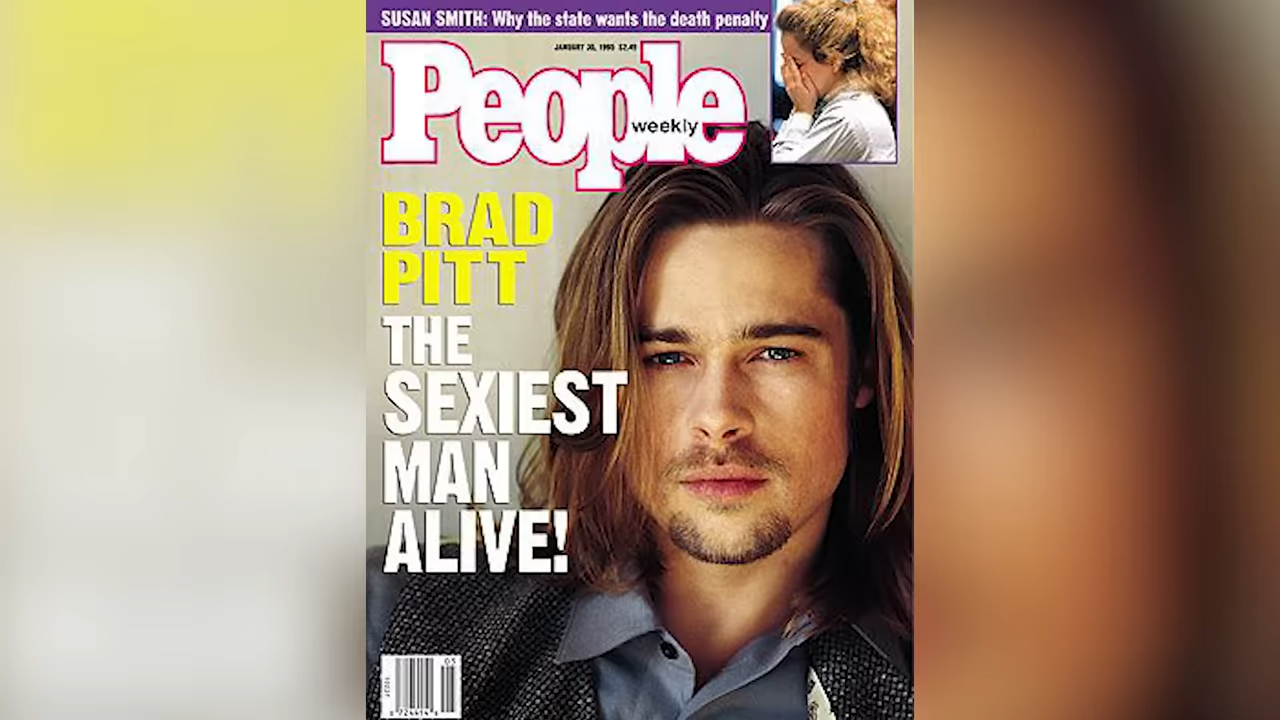 SUSAN SMITH: Why the state wants the death penalty
JANUARY 30, 1995 $2.49
People
weekly
BRAD
PITT
THE
SEXIEST
MAN
ALIVE!
05